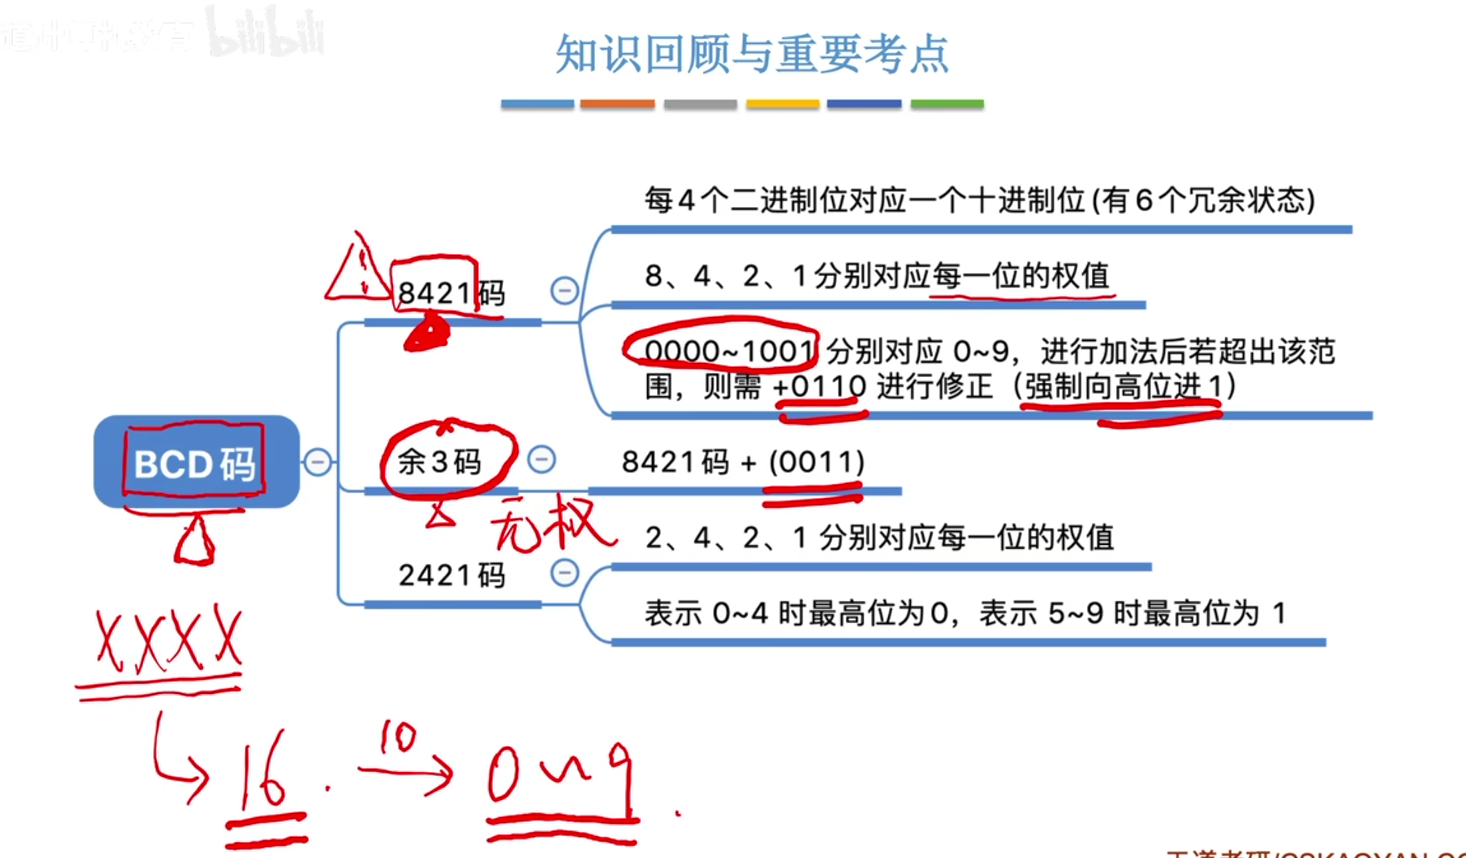 bilibili
知识回顾与重要考点
每4个二进制位对应一个十进制位(有6个冗余状态)
8421码
8、4、2、1分别对应每一位的权值
0000~1001 分别对应 0~9，进行加法后若超出该范
围，则需 +0110 进行修正（强制向高位进1）
BCD码
余3码
8421码 + (0011)
无权
2421码
2、4、2、1 分别对应每一位的权值
表示 0~4 时最高位为0，表示 5~9 时最高位为 1
XXXX
16 . 10 0~9 .